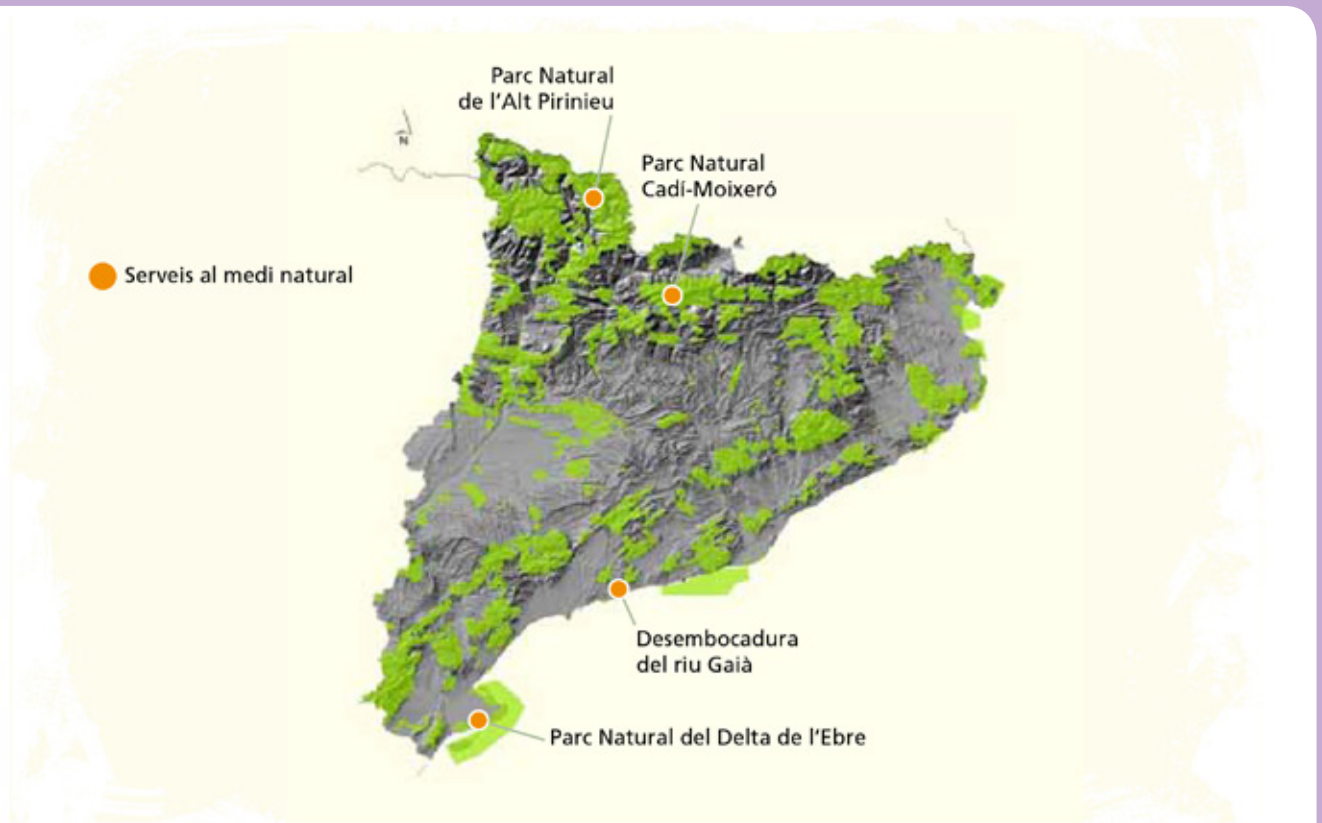 Parc Natural
de l'Alt Pirinieu
N
Parc Natural
Cadí-Moixeró
Serveis al medi natural
Desembocadura
del riu Gaià
Parc Natural del Delta de l'Ebre